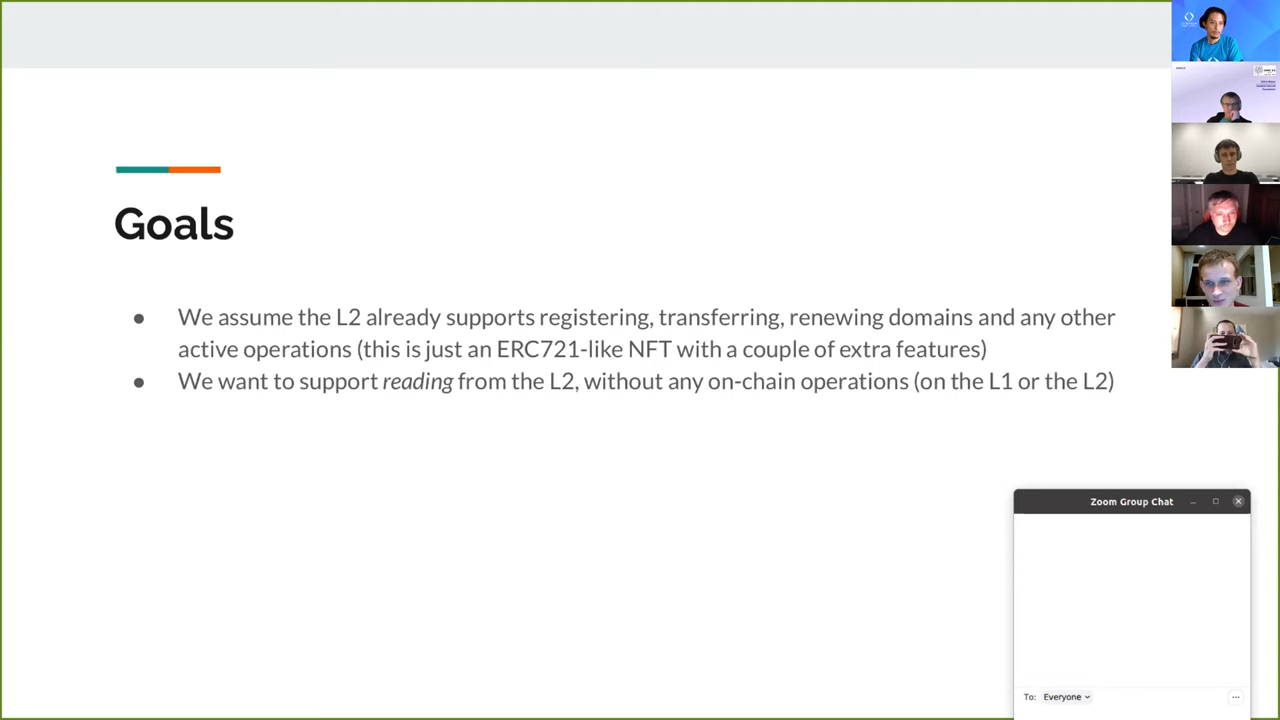 Goals
● We assume the L2 already supports registering, transferring, renewing domains and any other
active operations (this is just an ERC721-like NFT with a couple of extra features)
● We want to support reading from the L2, without any on-chain operations (on the L1 or the L2)
Zoom Group Chat
To: Everyone